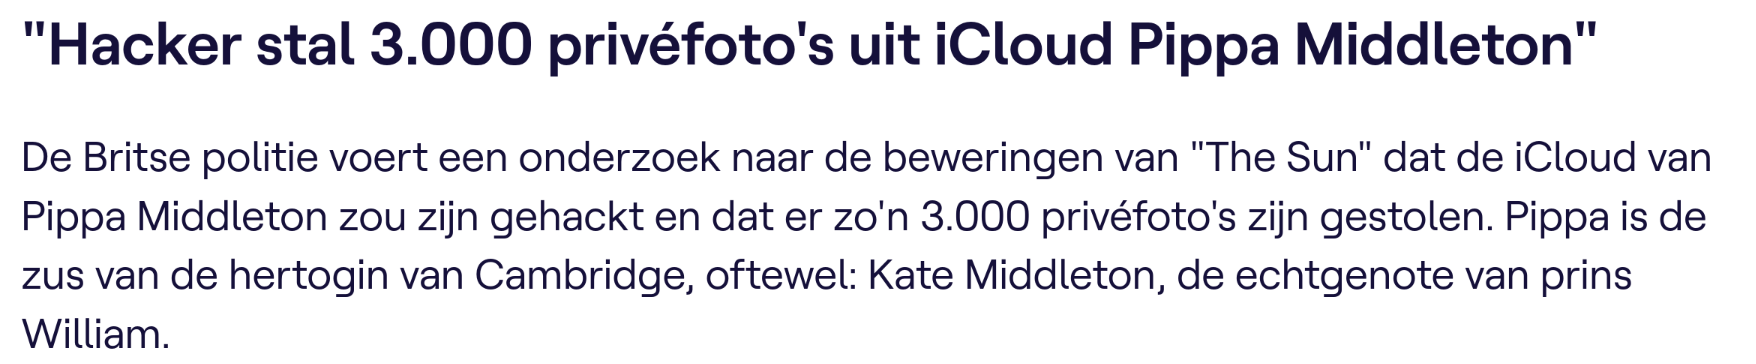 "Hacker stal 3.000 privéfoto's uit iCloud Pippa Middleton"
De Britse politie voert een onderzoek naar de beweringen van "The Sun" dat de iCloud van
Pippa Middleton zou zijn gehackt en dat er zo'n 3.000 privéfoto's zijn gestolen. Pippa is de
zus van de hertogin van Cambridge, oftewel: Kate Middleton, de echtgenote van prins
William.